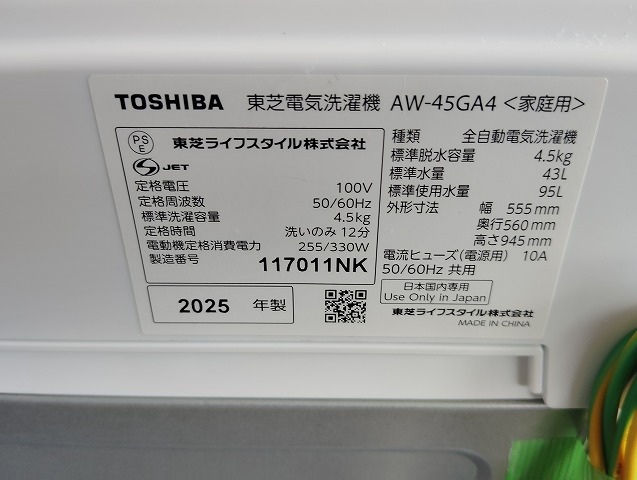 TOSHIBA 東芝電気洗濯機 AW-45GA4 <家庭用>
PS
E
東芝ライフスタイル株式会社
S JET
定格電圧 100V
定格周波数 50/60Hz
標準洗濯容量 4.5kg
定格時間 洗いのみ 12分
電動機定格消費電力 255/330W
製造番号 117011NK
2025 年製
種類 全自動電気洗濯機
標準脱水容量 4.5kg
標準水量 43L
標準使用水量 95L
外形寸法 幅 555mm
奥行560mm
高さ945mm
電流ヒューズ(電源用) 10A
50/60Hz 共用
日本国内専用
Use Only in Japan
東芝ライフスタイル株式会社
MADE IN CHINA